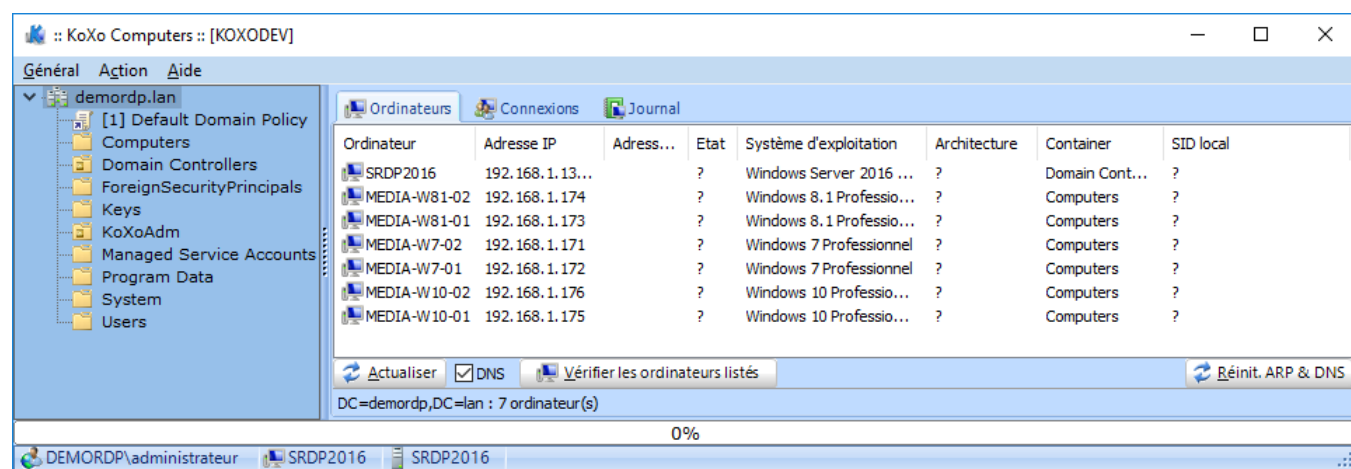 :: KoXo Computers :: [KOXODEV]
Général Action Aide
demordp.lan
[1] Default Domain Policy
Computers
Domain Controllers
ForeignSecurityPrincipals
Keys
KoXoAdm
Managed Service Accounts
Program Data
System
Users
Ordinateurs Connexions Journal
Ordinateur Adresse IP Adress... Etat Système d'exploitation Architecture Container SID local
SRDP2016 192.168.1.13... ? Windows Server 2016 ... ? Domain Cont... ?
MEDIA-W81-02 192.168.1.174 ? Windows 8.1 Professio... ? Computers ?
MEDIA-W81-01 192.168.1.173 ? Windows 8.1 Professio... ? Computers ?
MEDIA-W7-02 192.168.1.171 ? Windows 7 Professionnel ? Computers ?
MEDIA-W7-01 192.168.1.172 ? Windows 7 Professionnel ? Computers ?
MEDIA-W10-02 192.168.1.176 ? Windows 10 Professio... ? Computers ?
MEDIA-W10-01 192.168.1.175 ? Windows 10 Professio... ? Computers ?
Actualiser DNS Vérifier les ordinateurs listés Réinit. ARP & DNS
DC=demordp,DC=lan : 7 ordinateur(s)
0%
DEMORDP\administrateur SRDP2016 SRDP2016